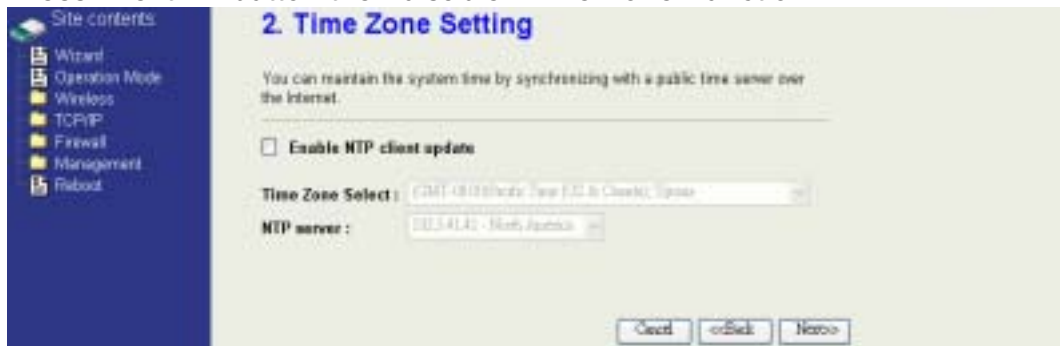 Site contents:
2. Time Zone Setting
Wizard
Operation Mode
Wireless
TCP/IP
Firewall
Management
Reboot
You can maintain the system time by synchronizing with a public time server over
the Internet.
Enable NTP client update
Time Zone Select :
NTP server :
- North America
Cancel
<<Back
Next>>